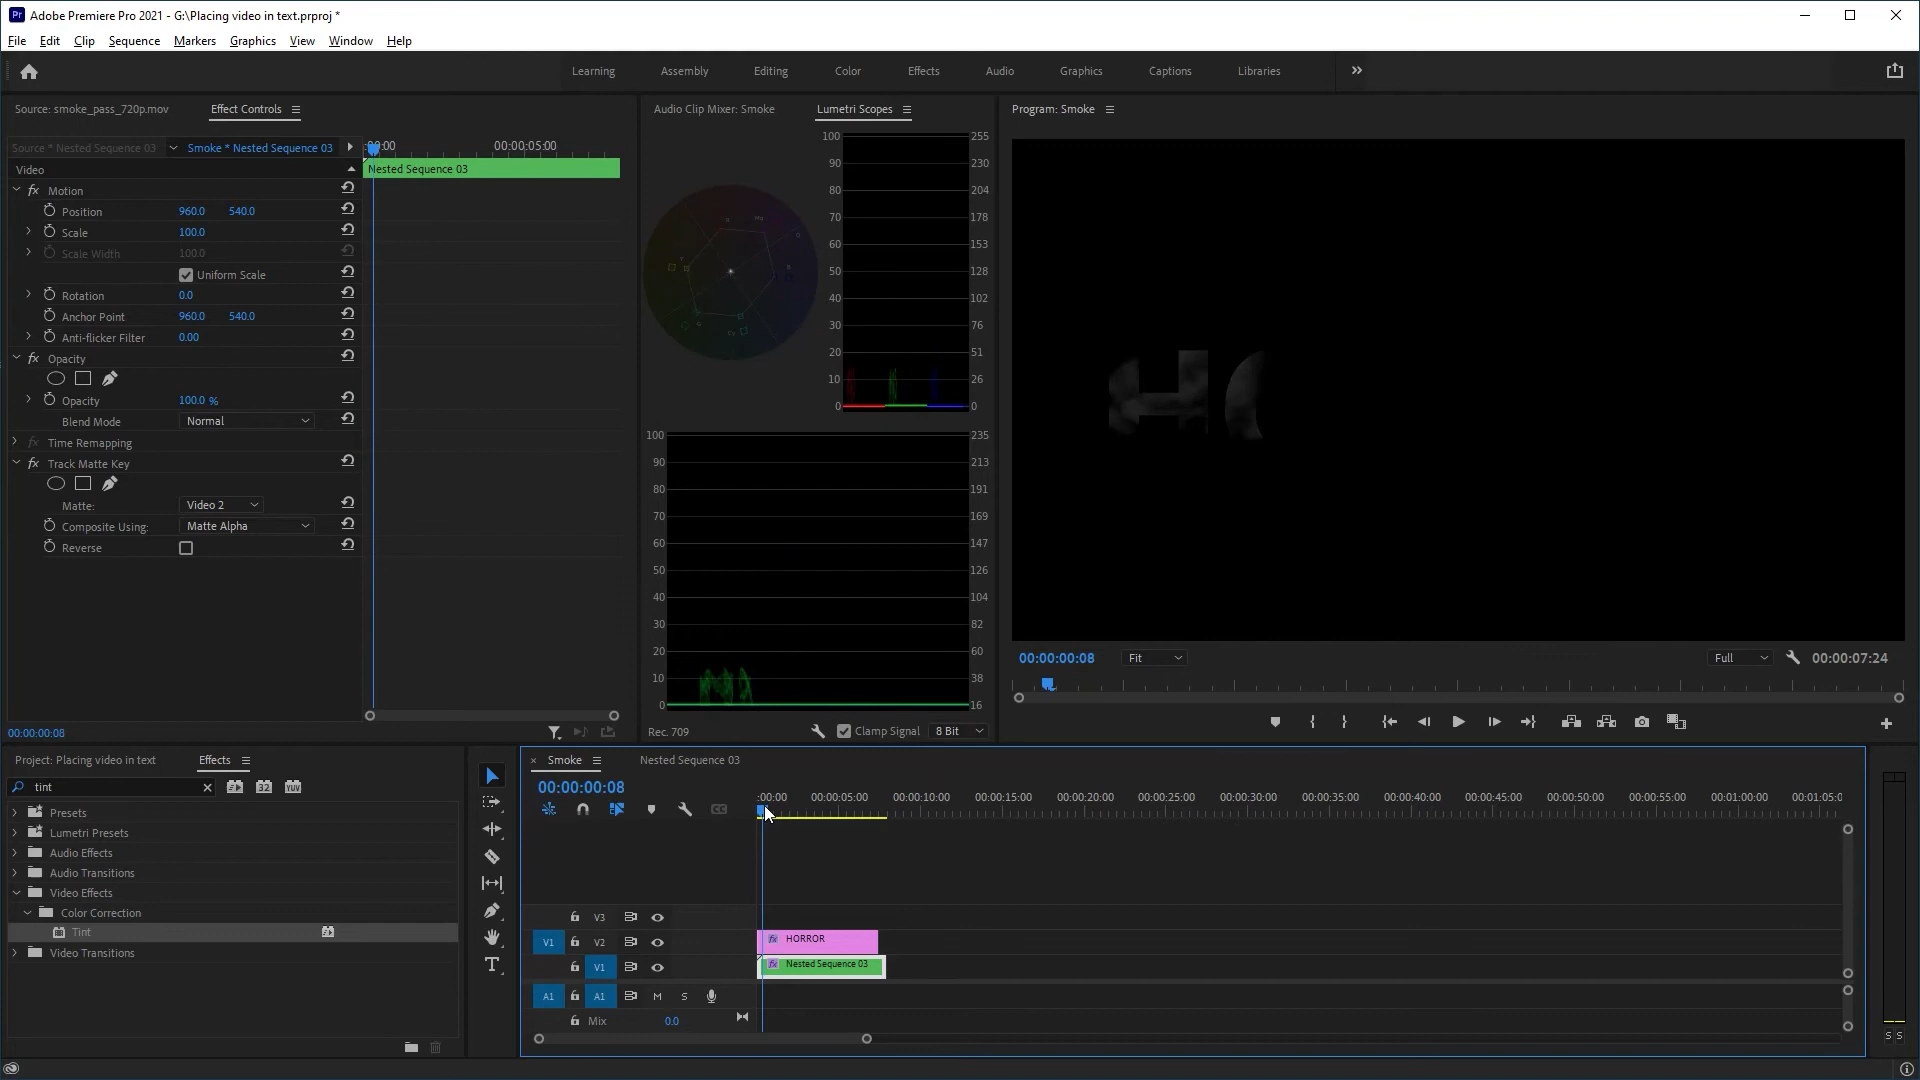 Adobe Premiere Pro 2021 - G:\Placing video in text.prproj *
File Edit Clip Sequence Markers Graphics View Window Help
Learning Assembly Editing Color Effects Audio Graphics Captions Libraries
Source: smoke_pass_720p.mov Effect Controls
Source * Nested Sequence 03 Smoke * Nested Sequence 03
:00:00 00:00:05:00
Video
Nested Sequence 03
fx Motion
Position 960.0 540.0
Scale 100.0
Scale Width 100.0
Uniform Scale
Rotation 0.0
Anchor Point 960.0 540.0
Anti-flicker Filter 0.00
fx Opacity
Opacity 100.0 %
Blend Mode Normal
fx Time Remapping
fx Track Matte Key
Matte: Video 2
Composite Using: Matte Alpha
Reverse
00:00:00:08
Audio Clip Mixer: Smoke Lumetri Scopes
100 255
90 230
80 204
70 178
60 153
50 128
40 102
30 76
20 51
10 26
0 0
100 235
90 213
80 191
70 169
60 147
50 126
40 104
30 82
20 60
10 38
0 16
Rec. 709 Clamp Signal 8 Bit
Program: Smoke
00:00:00:08 Fit Full 00:00:07:24
Project: Placing video in text Effects
tint
32 YUV
Presets
Lumetri Presets
Audio Effects
Audio Transitions
Video Effects
Color Correction
Tint
Video Transitions
Smoke Nested Sequence 03
00:00:00:08
:00:00 00:00:05:00 00:00:10:00 00:00:15:00 00:00:20:00 00:00:25:00 00:00:30:00 00:00:35:00 00:00:40:00 00:00:45:00 00:00:50:00 00:00:55:00 00:01:00:00 00:01:05:0
V3
V1 V2 fx HORROR
V1 fx Nested Sequence 03
A1 A1 M S
Mix 0.0
S S